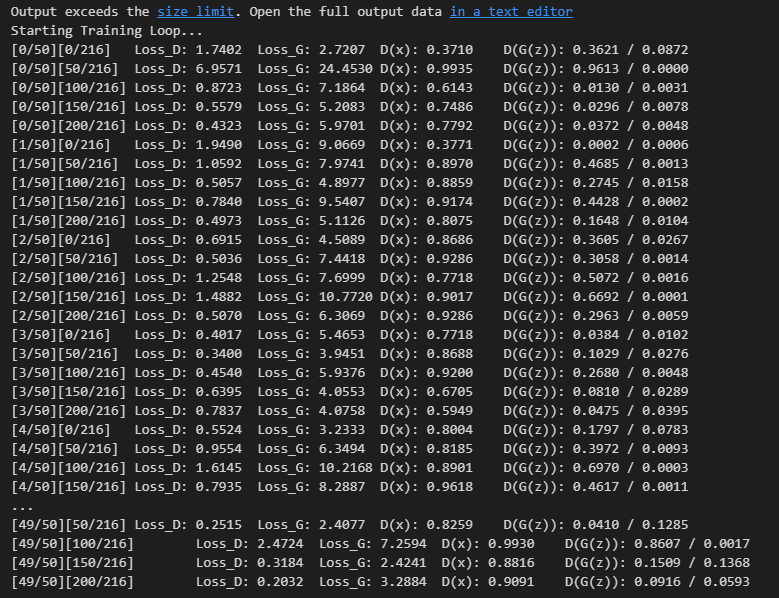 Output exceeds the size limit. Open the full output data in a text editor
Starting Training Loop...
[0/50][0/216] Loss_D: 1.7402 Loss_G: 2.7207 D(x): 0.3710 D(G(z)): 0.3621 / 0.0872
[0/50][50/216] Loss_D: 6.9571 Loss_G: 24.4530 D(x): 0.9935 D(G(z)): 0.9613 / 0.0000
[0/50][100/216] Loss_D: 0.8723 Loss_G: 7.1864 D(x): 0.6143 D(G(z)): 0.0130 / 0.0031
[0/50][150/216] Loss_D: 0.5579 Loss_G: 5.2083 D(x): 0.7486 D(G(z)): 0.0296 / 0.0078
[0/50][200/216] Loss_D: 0.4323 Loss_G: 5.9701 D(x): 0.7792 D(G(z)): 0.0372 / 0.0048
[1/50][0/216] Loss_D: 1.9490 Loss_G: 9.0669 D(x): 0.3771 D(G(z)): 0.0002 / 0.0006
[1/50][50/216] Loss_D: 1.0592 Loss_G: 7.9741 D(x): 0.8970 D(G(z)): 0.4685 / 0.0013
[1/50][100/216] Loss_D: 0.5057 Loss_G: 4.8977 D(x): 0.8859 D(G(z)): 0.2745 / 0.0158
[1/50][150/216] Loss_D: 0.7840 Loss_G: 9.5407 D(x): 0.9174 D(G(z)): 0.4428 / 0.0002
[1/50][200/216] Loss_D: 0.4973 Loss_G: 5.1126 D(x): 0.8075 D(G(z)): 0.1648 / 0.0104
[2/50][0/216] Loss_D: 0.6915 Loss_G: 4.5089 D(x): 0.8686 D(G(z)): 0.3605 / 0.0267
[2/50][50/216] Loss_D: 0.5036 Loss_G: 7.4418 D(x): 0.9286 D(G(z)): 0.3058 / 0.0014
[2/50][100/216] Loss_D: 1.2548 Loss_G: 7.6999 D(x): 0.7718 D(G(z)): 0.5072 / 0.0016
[2/50][150/216] Loss_D: 1.4882 Loss_G: 10.7720 D(x): 0.9017 D(G(z)): 0.6692 / 0.0001
[2/50][200/216] Loss_D: 0.5070 Loss_G: 6.3069 D(x): 0.9286 D(G(z)): 0.2963 / 0.0059
[3/50][0/216] Loss_D: 0.4017 Loss_G: 5.4653 D(x): 0.7718 D(G(z)): 0.0384 / 0.0102
[3/50][50/216] Loss_D: 0.3400 Loss_G: 3.9451 D(x): 0.8688 D(G(z)): 0.1029 / 0.0276
[3/50][100/216] Loss_D: 0.4540 Loss_G: 5.9376 D(x): 0.9200 D(G(z)): 0.2680 / 0.0048
[3/50][150/216] Loss_D: 0.6395 Loss_G: 4.0553 D(x): 0.6705 D(G(z)): 0.0810 / 0.0289
[3/50][200/216] Loss_D: 0.7837 Loss_G: 4.0758 D(x): 0.5949 D(G(z)): 0.0475 / 0.0395
[4/50][0/216] Loss_D: 0.5524 Loss_G: 3.2333 D(x): 0.8004 D(G(z)): 0.1797 / 0.0783
[4/50][50/216] Loss_D: 0.9554 Loss_G: 6.3494 D(x): 0.8185 D(G(z)): 0.3972 / 0.0093
[4/50][100/216] Loss_D: 1.6145 Loss_G: 10.2168 D(x): 0.8901 D(G(z)): 0.6970 / 0.0003
[4/50][150/216] Loss_D: 0.7935 Loss_G: 8.2887 D(x): 0.9618 D(G(z)): 0.4617 / 0.0011
...
[49/50][50/216] Loss_D: 0.2515 Loss_G: 2.4077 D(x): 0.8259 D(G(z)): 0.0410 / 0.1285
[49/50][100/216] Loss_D: 2.4724 Loss_G: 7.2594 D(x): 0.9930 D(G(z)): 0.8607 / 0.0017
[49/50][150/216] Loss_D: 0.3184 Loss_G: 2.4241 D(x): 0.8816 D(G(z)): 0.1509 / 0.1368
[49/50][200/216] Loss_D: 0.2032 Loss_G: 3.2884 D(x): 0.9091 D(G(z)): 0.0916 / 0.0593